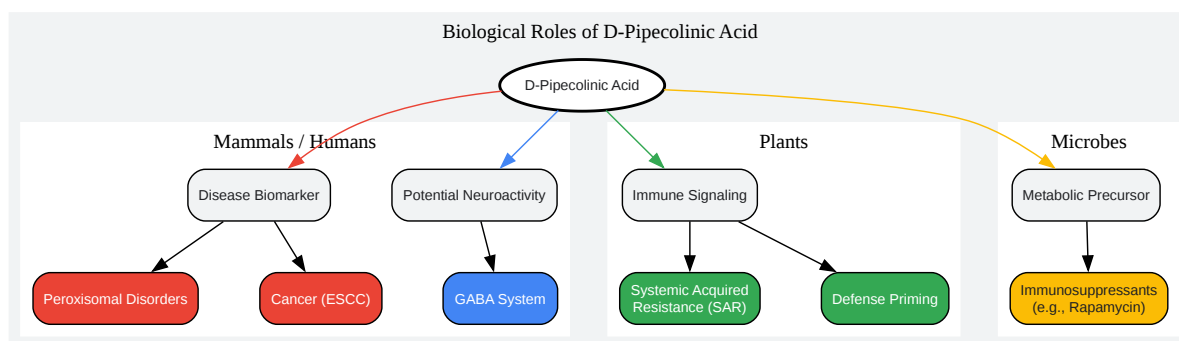 Biological Roles of D-Pipecolinic Acid
D-Pipecolinic Acid
Mammals / Humans
Plants
Microbes
Disease Biomarker
Potential Neuroactivity
Immune Signaling
Metabolic Precursor
Peroxisomal Disorders
Cancer (ESCC)
GABA System
Systemic Acquired
Resistance (SAR)
Defense Priming
Immunosuppressants
(e.g., Rapamycin)